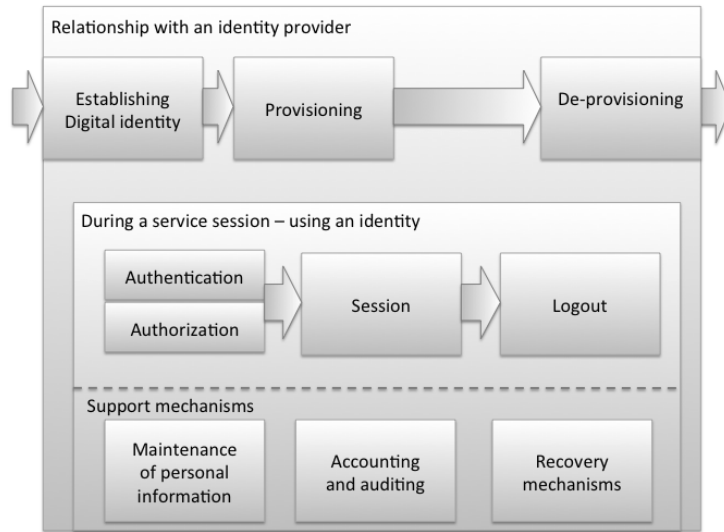 Relationship with an identity provider
Establishing
Digital identity
Provisioning
De-provisioning
During a service session – using an identity
Authentication
Authorization
Session
Logout
Support mechanisms
Maintenance
of personal
information
Accounting
and auditing
Recovery
mechanisms